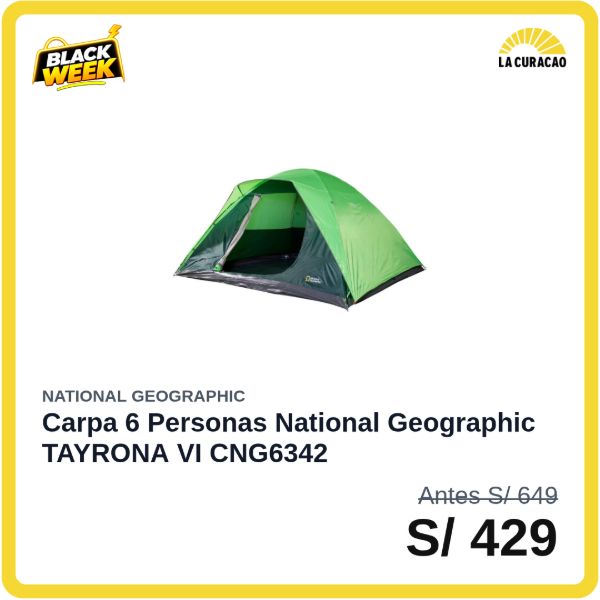 BLACK
WEEK
LA CURACAO
NATIONAL GEOGRAPHIC
Carpa 6 Personas National Geographic
TAYRONA VI CNG6342
Antes S/ 649
S/ 429